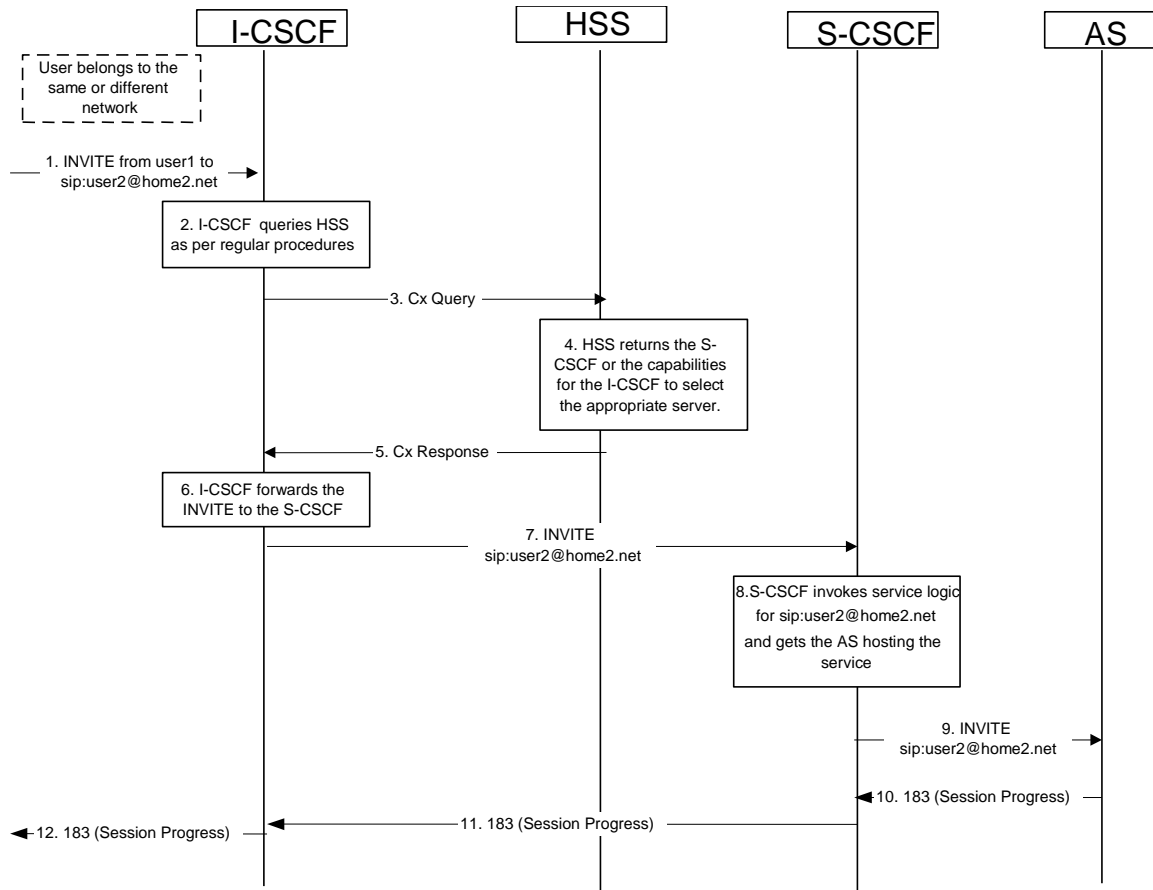 I-CSCF
HSS
S-CSCF
AS
User belongs to the
same or different
network
1. INVITE from user1 to
sip:user2@home2.net
2. I-CSCF queries HSS
as per regular procedures
3. Cx Query
4. HSS returns the S-
CSCF or the capabilities
for the I-CSCF to select
the appropriate server.
5. Cx Response
6. I-CSCF forwards the
INVITE to the S-CSCF
7. INVITE
sip:user2@home2.net
8.S-CSCF invokes service logic
for sip:user2@home2.net
and gets the AS hosting the
service
9. INVITE
sip:user2@home2.net
10. 183 (Session Progress)
11. 183 (Session Progress)
12. 183 (Session Progress)